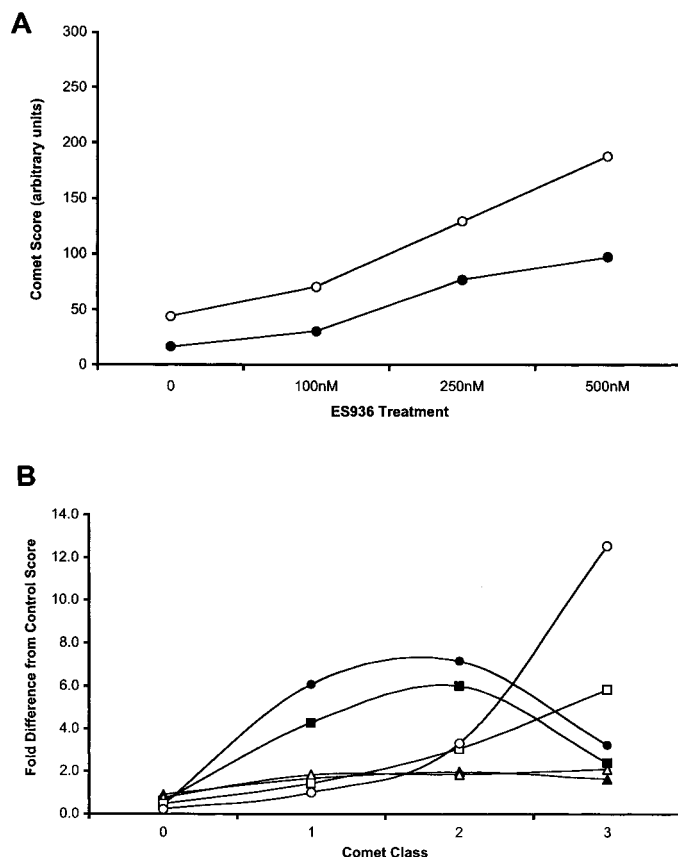 A
Comet Score (arbitrary units)
300
250
200
150
100
50
0
0 100nM 250nM 500nM
ES936 Treatment
B
Fold Difference from Control Score
14.0
12.0
10.0
8.0
6.0
4.0
2.0
0.0
0 1 2 3
Comet Class